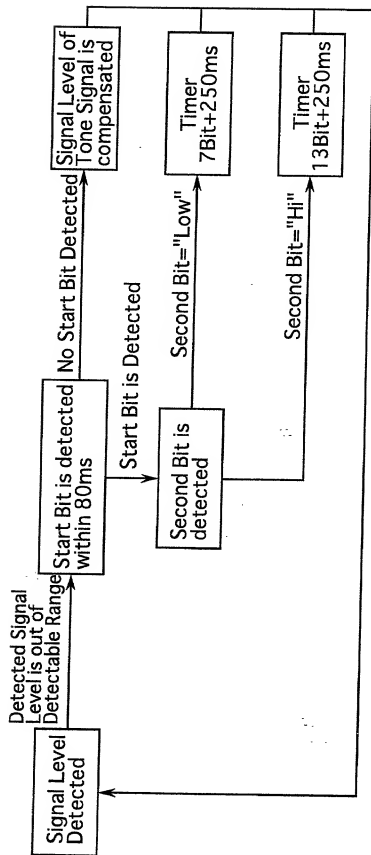 Signal Level
Detected
Detected Signal
Level is out of
Detectable Range
Start Bit is detected
within 80ms
No Start Bit Detected
Signal Level of
Tone Signal is
compensated
Start Bit is Detected
Second Bit is
detected
Second Bit="Low"
Timer
7Bit+250ms
Second Bit="Hi"
Timer
13Bit+250ms